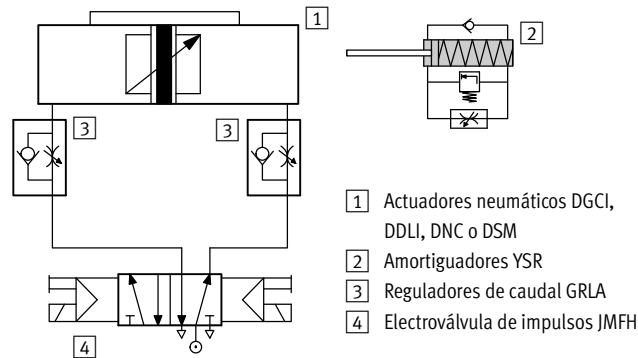 1
2
3
3
4
1 Actuadores neumáticos DGCI,
DDLI, DNC o DSM
2 Amortiguadores YSR
3 Reguladores de caudal GRLA
4 Electroválvula de impulsos JMFH